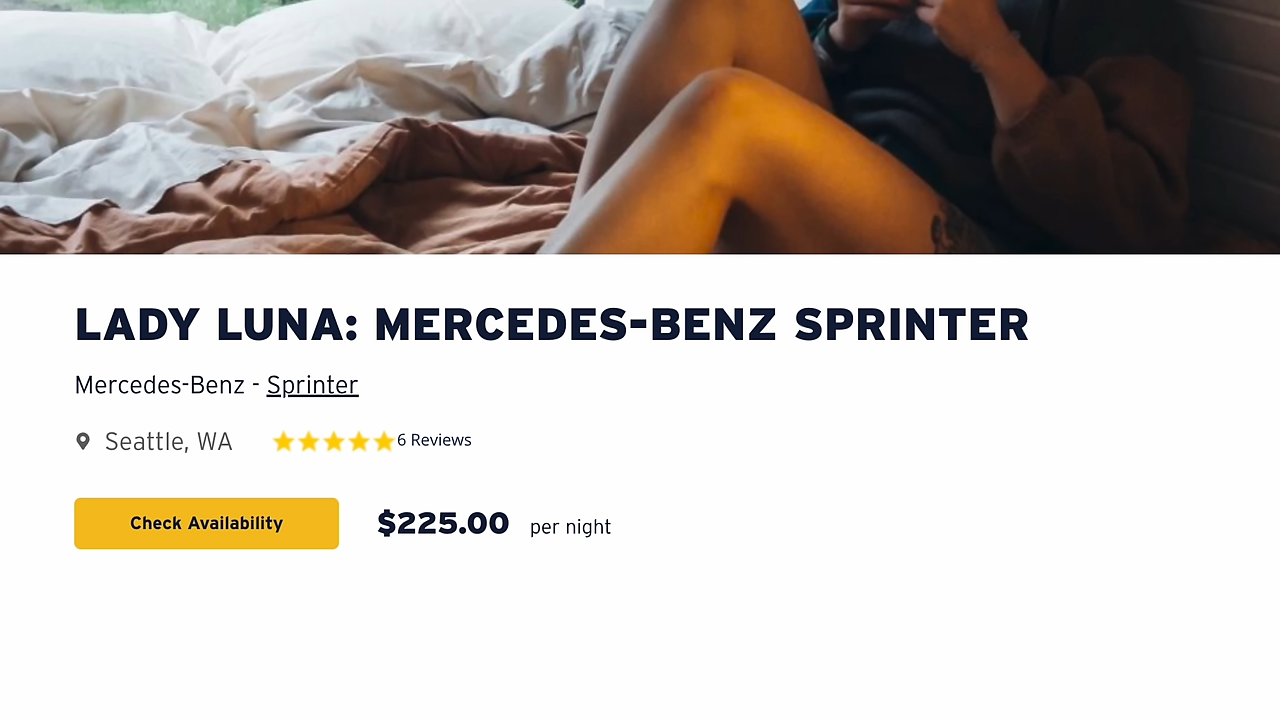 LADY LUNA: MERCEDES-BENZ SPRINTER
Mercedes-Benz - Sprinter
Seattle, WA
6 Reviews
Check Availability
$225.00 per night